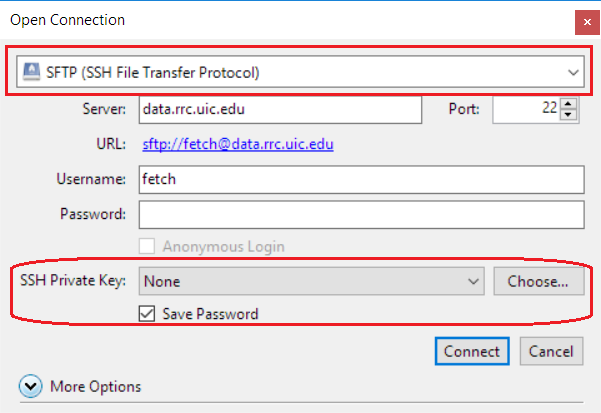 Open Connection
SFTP (SSH File Transfer Protocol)
Server: data.rrc.uic.edu Port: 22
URL: sftp://fetch@data.rrc.uic.edu
Username: fetch
Password:
Anonymous Login
SSH Private Key: None Choose...
Save Password
Connect Cancel
More Options